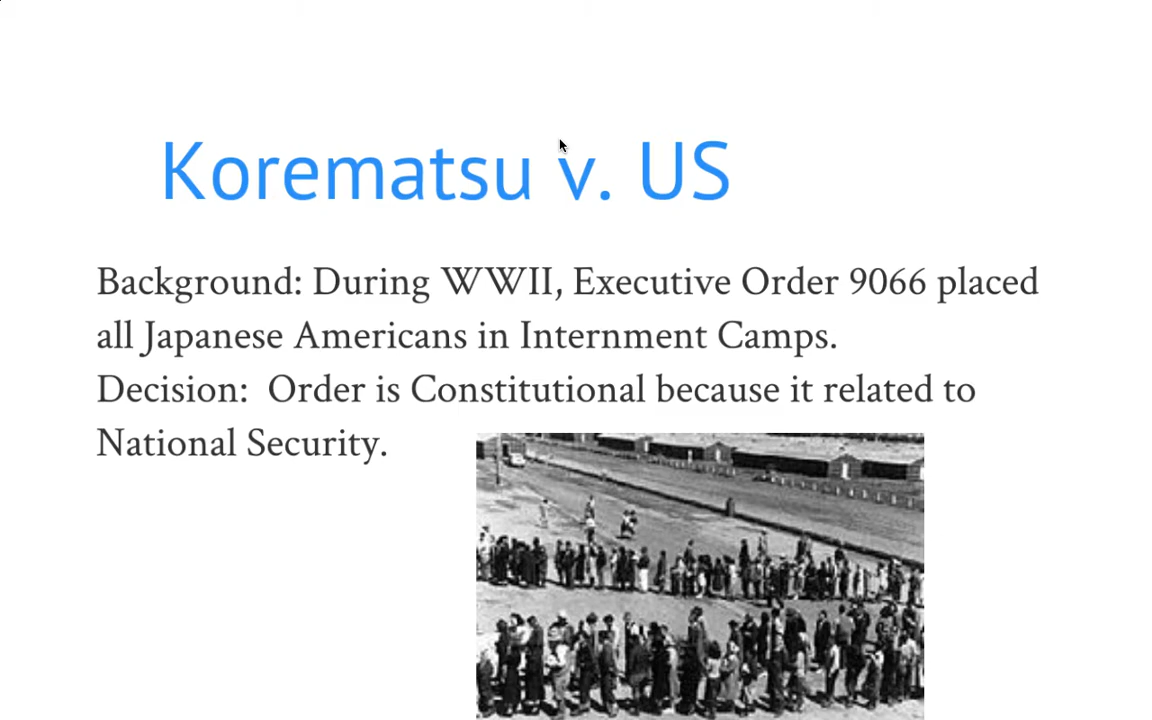 Korematsu v. US
Background: During WWII, Executive Order 9066 placed
all Japanese Americans in Internment Camps.
Decision:  Order is Constitutional because it related to
National Security.